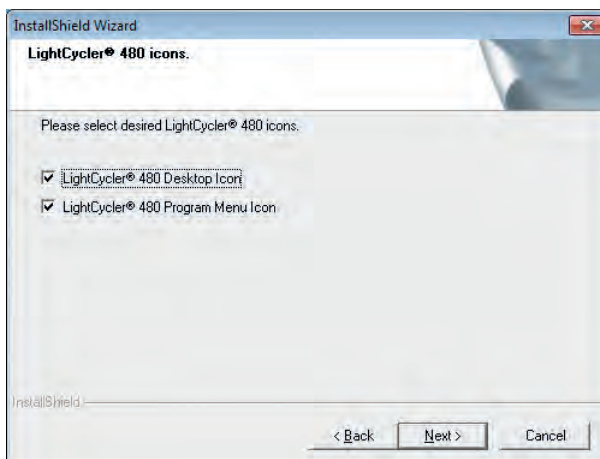 InstallShield Wizard
LightCycler® 480 icons.
Please select desired LightCycler® 480 icons.
LightCycler® 480 Desktop Icon
LightCycler® 480 Program Menu Icon
InstallShield
< Back Next > Cancel